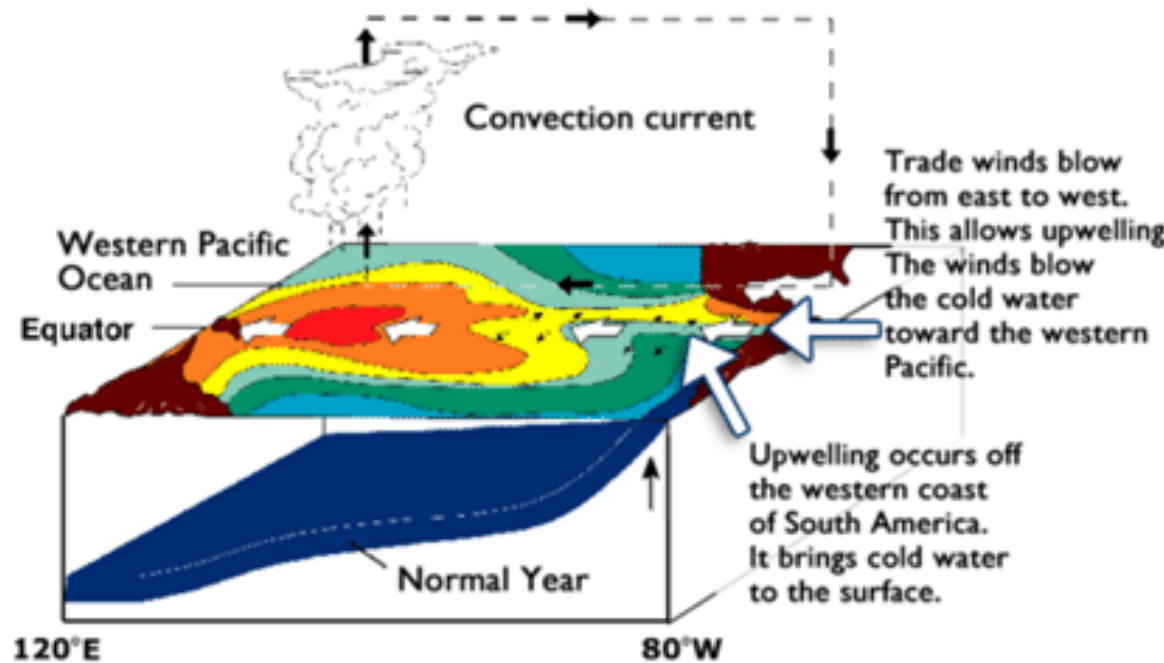 Convection current
Trade winds blow
from east to west.
This allows upwelling
The winds blow
the cold water
toward the western
Pacific.
Western Pacific
Ocean
Equator
Upwelling occurs off
the western coast
of South America.
It brings cold water
to the surface.
Normal Year
120°E
80°W